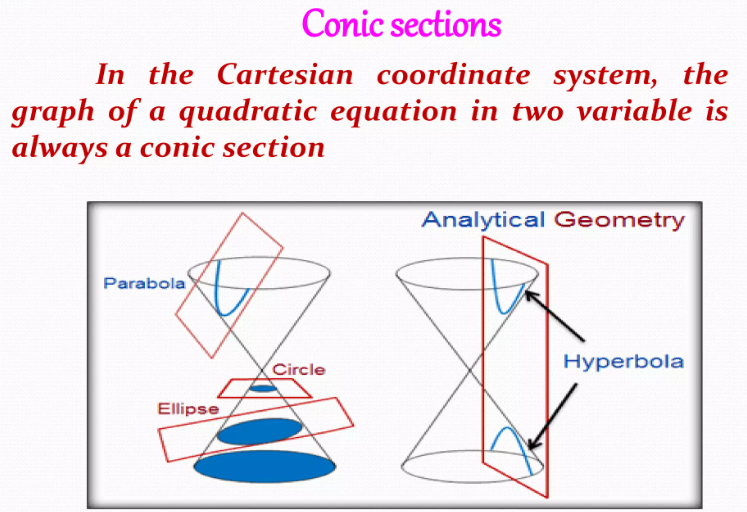 Conic sections
In the Cartesian coordinate system, the
graph of a quadratic equation in two variable is
always a conic section
Analytical Geometry
Parabola
Hyperbola
Circle
Ellipse